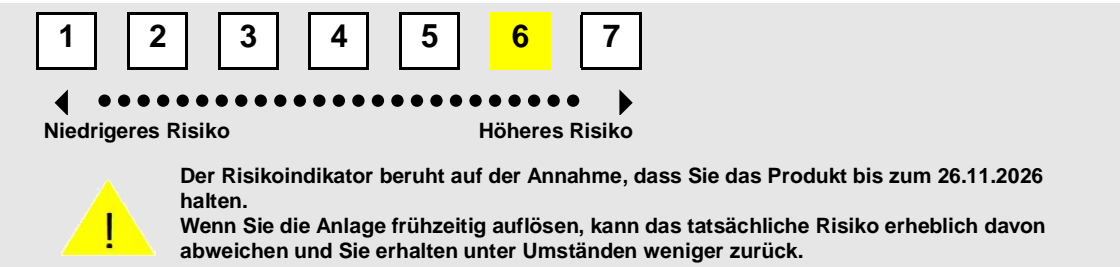 1 2 3 4 5 6 7
Niedrigeres Risiko Höheres Risiko
Der Risikoindikator beruht auf der Annahme, dass Sie das Produkt bis zum 26.11.2026
halten.
Wenn Sie die Anlage frühzeitig auflösen, kann das tatsächliche Risiko erheblich davon
abweichen und Sie erhalten unter Umständen weniger zurück.
!